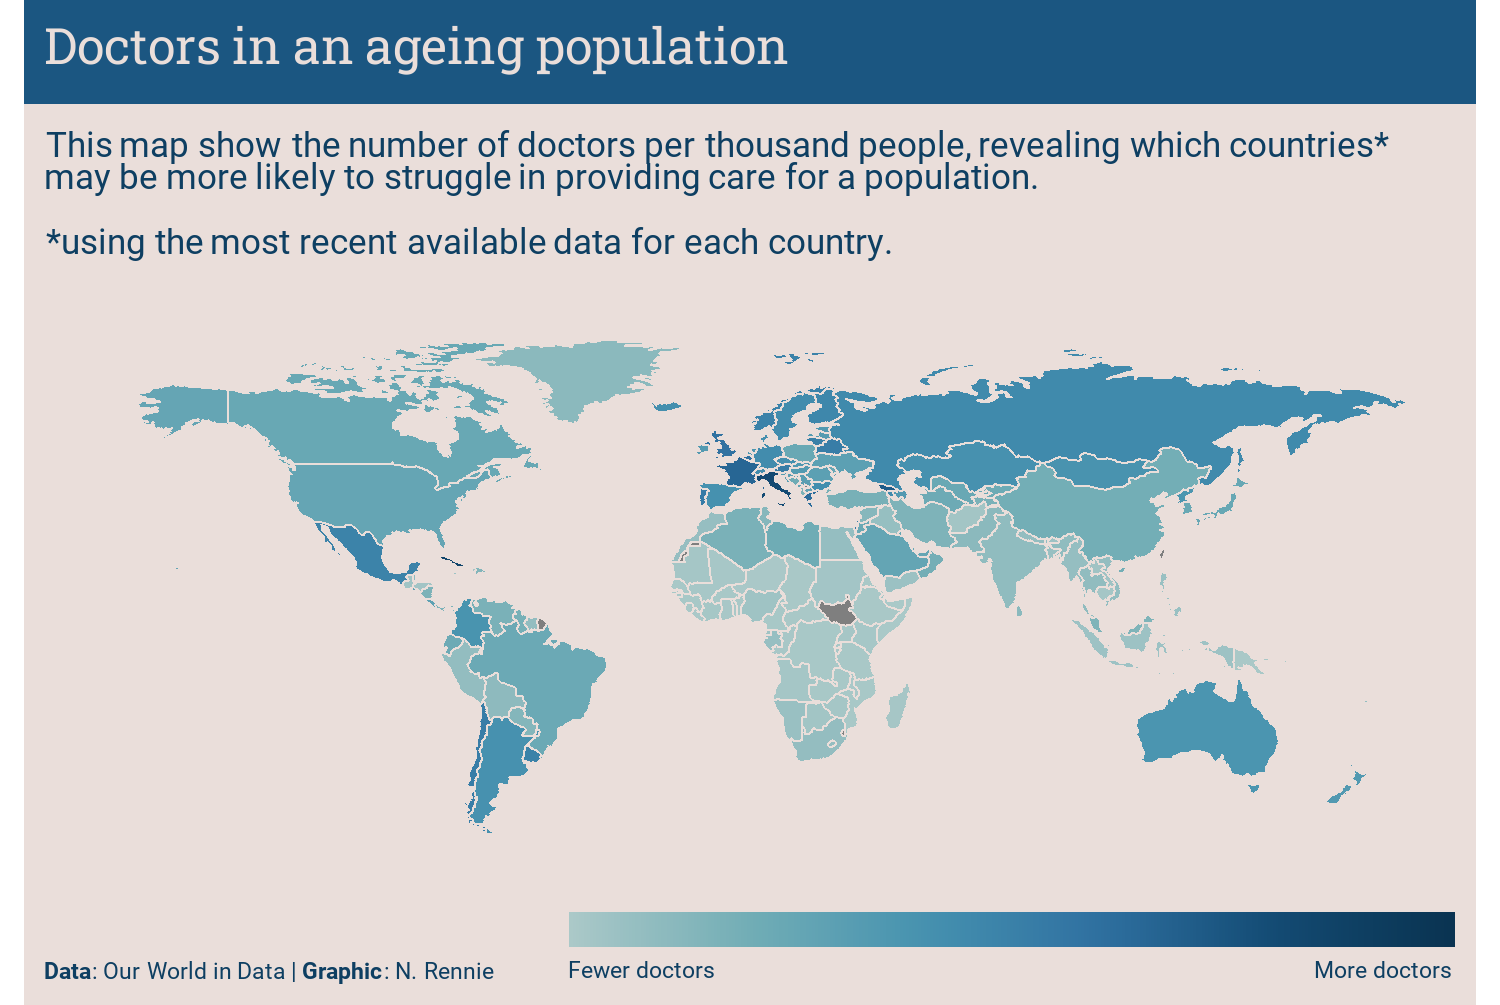 Doctors in an ageing population
This map show the number of doctors per thousand people, revealing which countries*
may be more likely to struggle in providing care for a population.
*using the most recent available data for each country.
Fewer doctors
More doctors
Data: Our World in Data | Graphic: N. Rennie